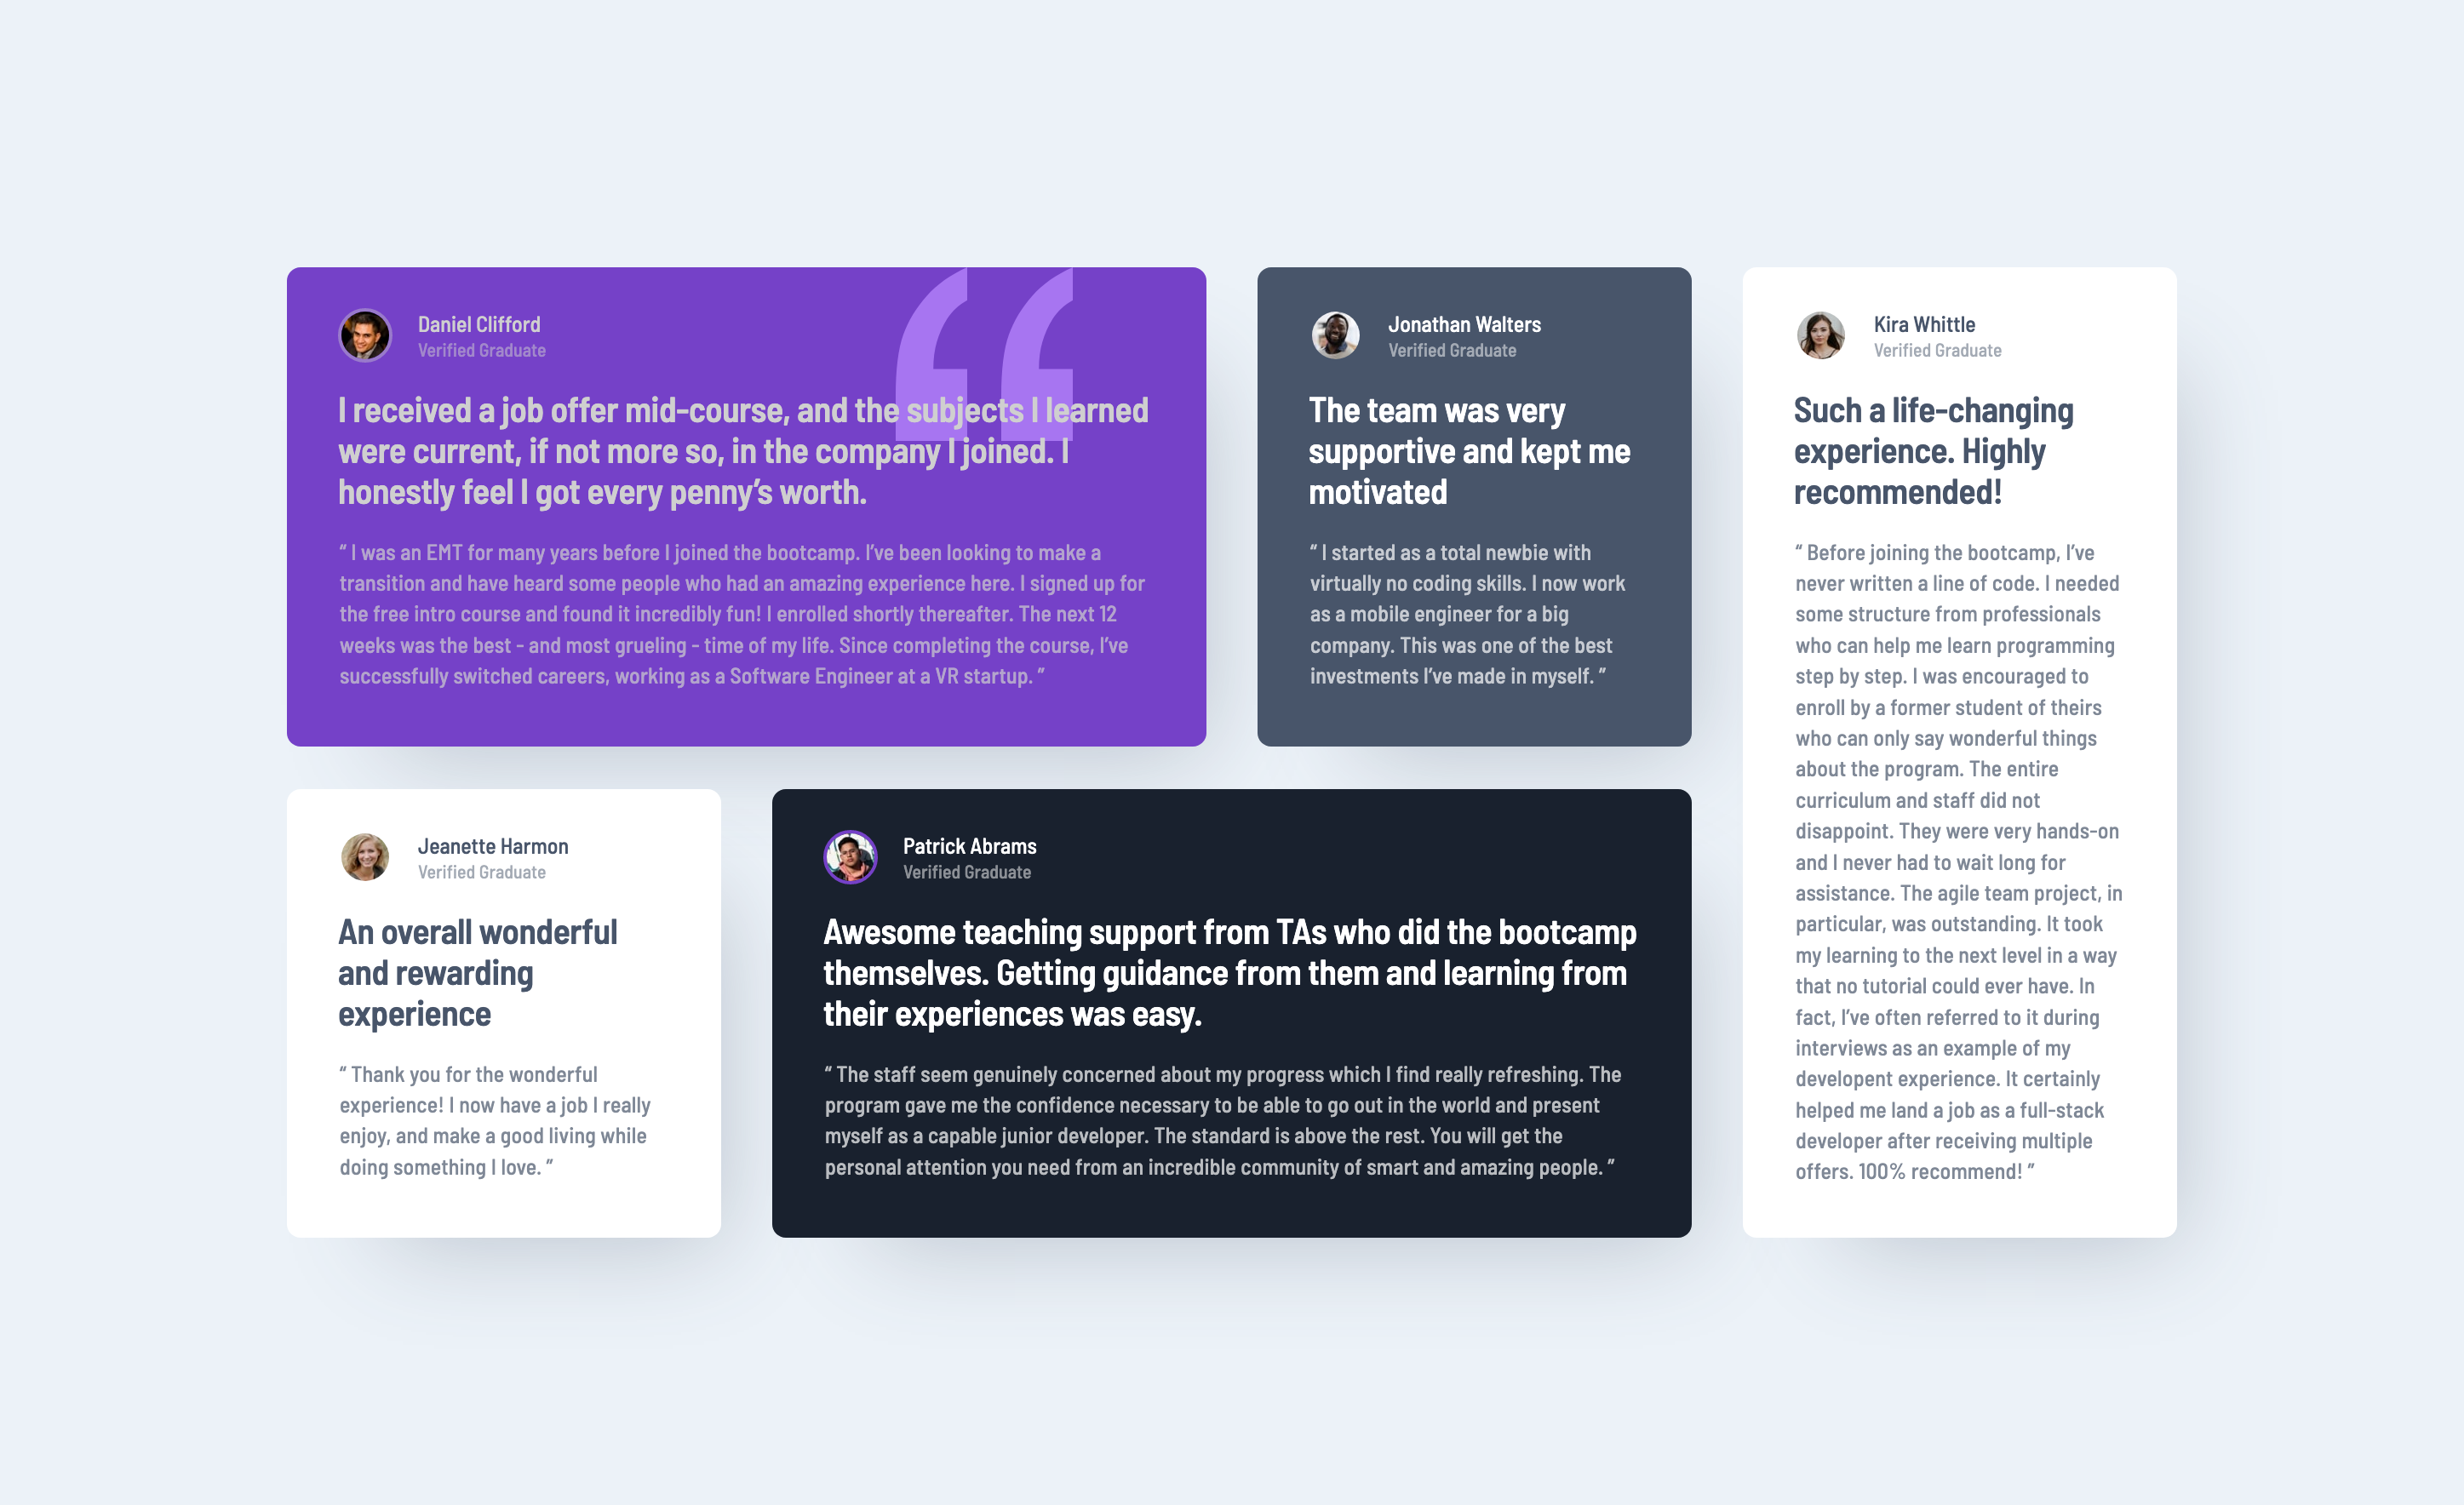 Daniel Clifford
Verified Graduate
I received a job offer mid-course, and the subjects I learned
were current, if not more so, in the company I joined. I
honestly feel I got every penny’s worth.
“ I was an EMT for many years before I joined the bootcamp. I’ve been looking to make a
transition and have heard some people who had an amazing experience here. I signed up for
the free intro course and found it incredibly fun! I enrolled shortly thereafter. The next 12
weeks was the best - and most grueling - time of my life. Since completing the course, I’ve
successfully switched careers, working as a Software Engineer at a VR startup. ”
Jonathan Walters
Verified Graduate
The team was very
supportive and kept me
motivated
“ I started as a total newbie with
virtually no coding skills. I now work
as a mobile engineer for a big
company. This was one of the best
investments I’ve made in myself. ”
Kira Whittle
Verified Graduate
Such a life-changing
experience. Highly
recommended!
“ Before joining the bootcamp, I’ve
never written a line of code. I needed
some structure from professionals
who can help me learn programming
step by step. I was encouraged to
enroll by a former student of theirs
who can only say wonderful things
about the program. The entire
curriculum and staff did not
disappoint. They were very hands-on
and I never had to wait long for
assistance. The agile team project, in
particular, was outstanding. It took
my learning to the next level in a way
that no tutorial could ever have. In
fact, I’ve often referred to it during
interviews as an example of my
developent experience. It certainly
helped me land a job as a full-stack
developer after receiving multiple
offers. 100% recommend! ”
Jeanette Harmon
Verified Graduate
An overall wonderful
and rewarding
experience
“ Thank you for the wonderful
experience! I now have a job I really
enjoy, and make a good living while
doing something I love. ”
Patrick Abrams
Verified Graduate
Awesome teaching support from TAs who did the bootcamp
themselves. Getting guidance from them and learning from
their experiences was easy.
“ The staff seem genuinely concerned about my progress which I find really refreshing. The
program gave me the confidence necessary to be able to go out in the world and present
myself as a capable junior developer. The standard is above the rest. You will get the
personal attention you need from an incredible community of smart and amazing people. ”